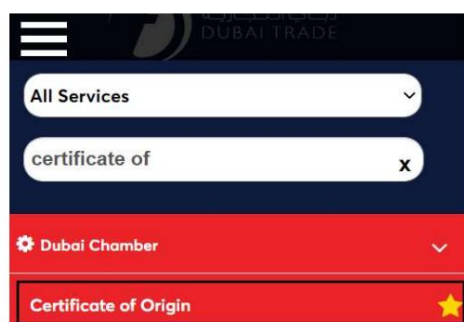 DUBAI TRADE
All Services
certificate of
x
Dubai Chamber
Certificate of Origin